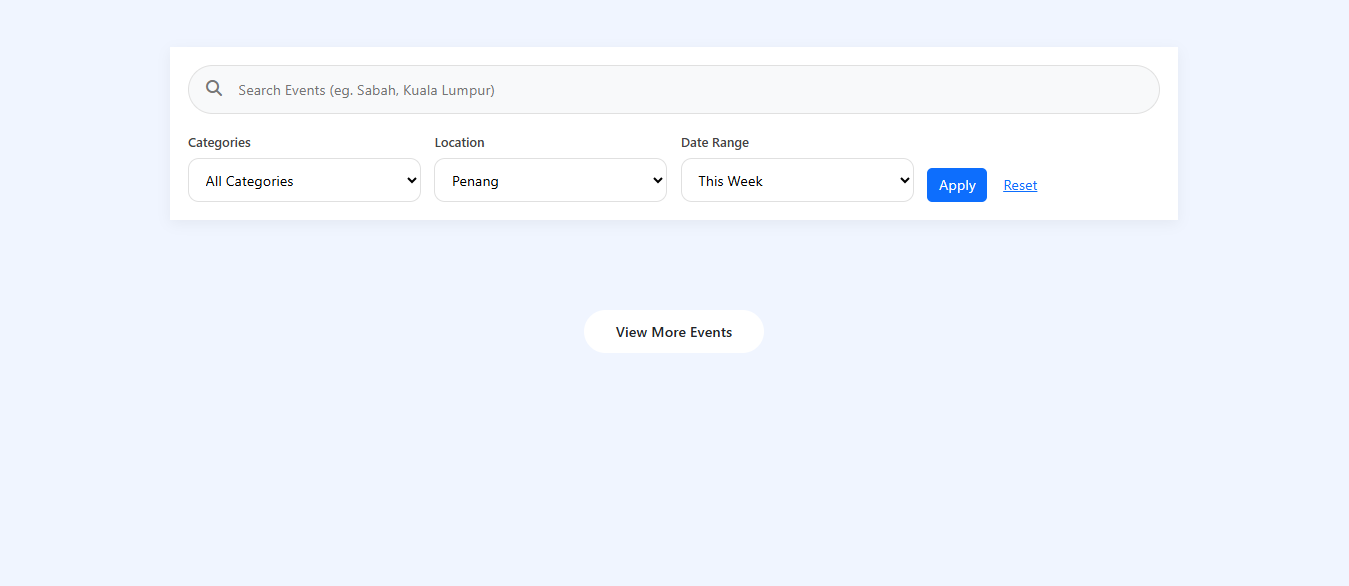 Search Events (eg. Sabah, Kuala Lumpur)
Categories Location Date Range
All Categories Penang This Week Apply Reset
View More Events